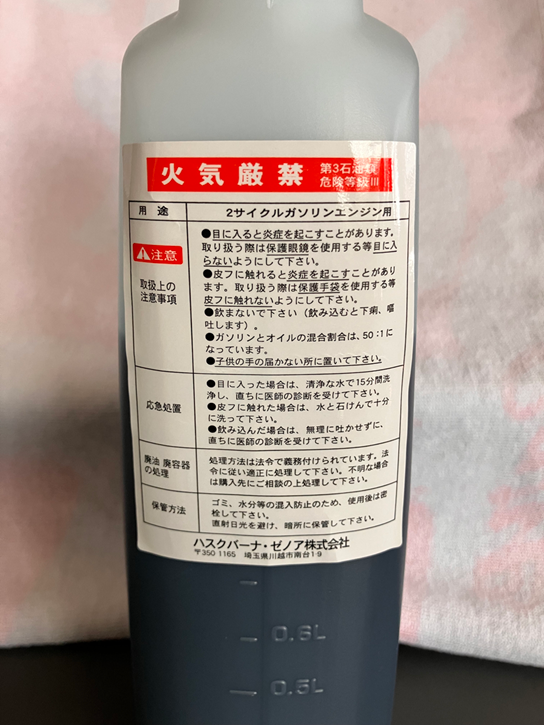 火気厳禁 第3石油類
危険等級Ⅲ
用途 2サイクルガソリンエンジン用
注意
取扱上の
注意事項
●目に入ると炎症を起こすことがあります。
取り扱う際は保護眼鏡を使用する等目に入
らないようにして下さい。
●皮フに触れると炎症を起こすことがあり
ます。取り扱う際は保護手袋を使用する等
皮フに触れないようにして下さい。
●飲まないで下さい（飲み込むと下痢、嘔
吐します）。
●ガソリンとオイルの混合割合は、50：1に
なっています。
●子供の手の届かない所に置いて下さい。
応急処置
●目に入った場合は、清浄な水で15分間洗
浄し、直ちに医師の診断を受けて下さい。
●皮フに触れた場合は、水と石けんで十分
に洗って下さい。
●飲み込んだ場合は、無理に吐かせずに、
直ちに医師の診断を受けて下さい。
廃油 廃容器
の処理
処理方法は法令で義務付けられています。法
令に従い適正に処理して下さい。不明な場合
は購入先にご相談の上処理して下さい。
保管方法
ゴミ、水分等の混入防止のため、使用後は密
栓して下さい。
直射日光を避け、暗所に保管して下さい。
ハスクバーナ・ゼノア株式会社
〒350 1165 埼玉県川越市南台1 9
0.6L
0.5L